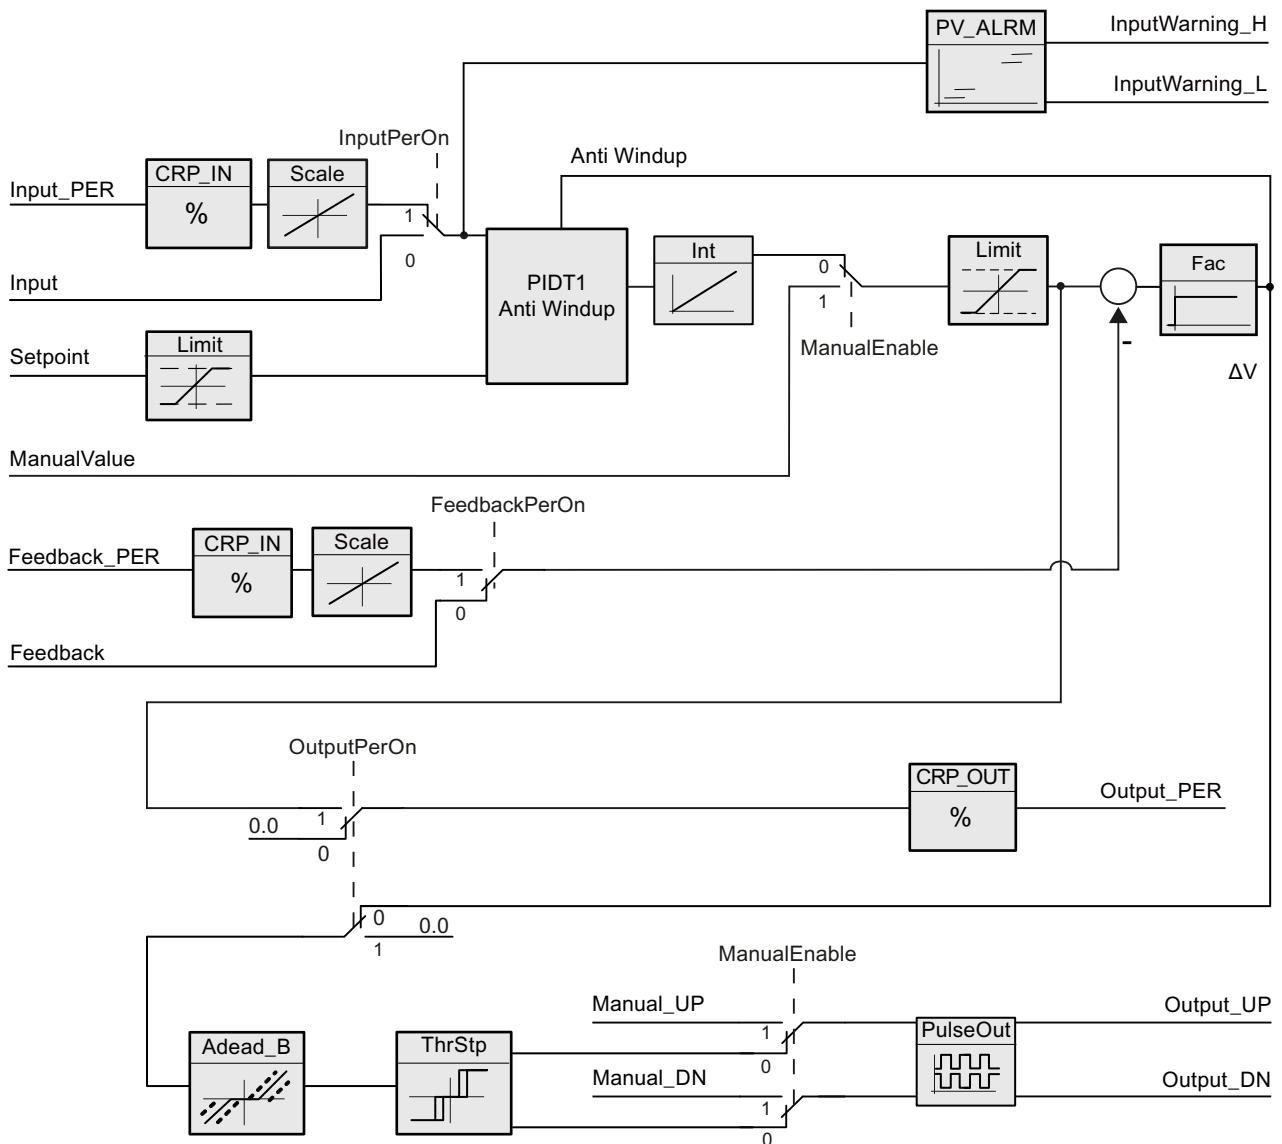 PV_ALRM
InputWarning_H
InputWarning_L
InputPerOn
Anti Windup
Input_PER
CRP_IN
%
Scale
1
0
Input
PIDT1
Anti Windup
Int
0
1
ManualEnable
Limit
Fac
-
ΔV
Setpoint
Limit
ManualValue
FeedbackPerOn
Feedback_PER
CRP_IN
%
Scale
1
0
Feedback
OutputPerOn
1
0.0
0
CRP_OUT
%
Output_PER
0
0.0
1
ManualEnable
Manual_UP
1
0
Manual_DN
1
0
PulseOut
Output_UP
Output_DN
Adead_B
ThrStp